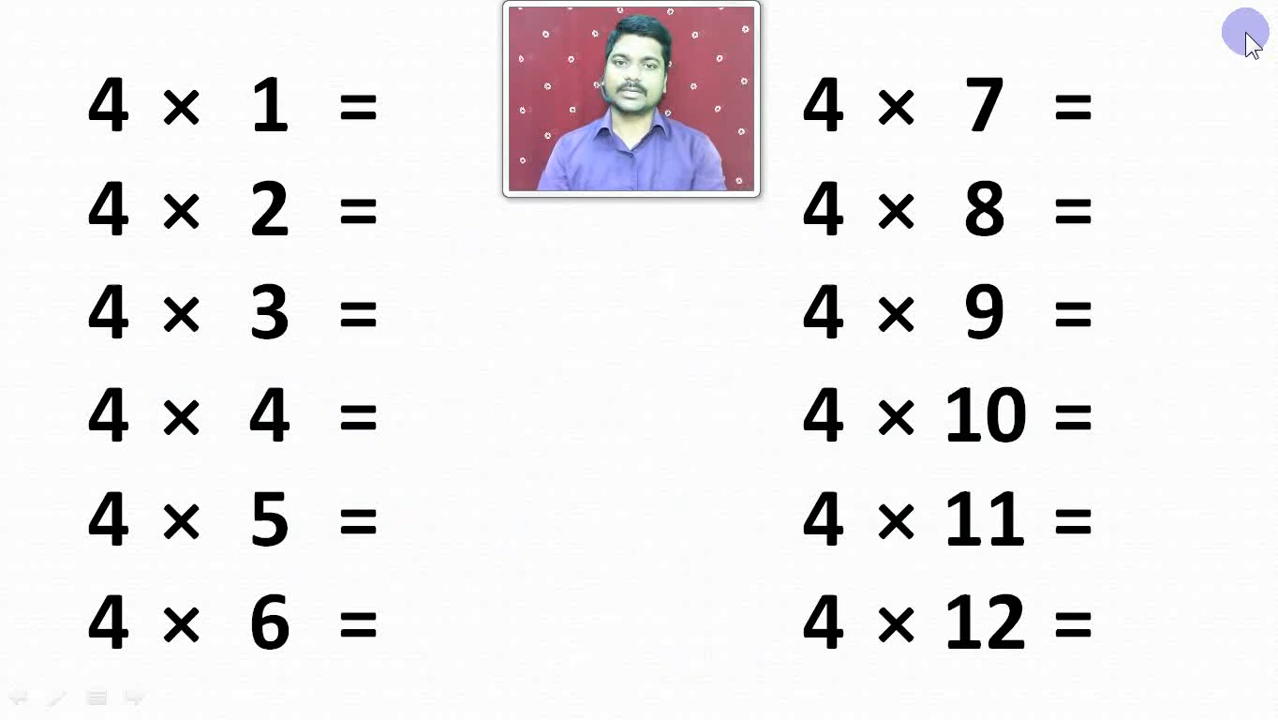 4 × 1 =
4 × 2 =
4 × 3 =
4 × 4 =
4 × 5 =
4 × 6 =
4 × 7 =
4 × 8 =
4 × 9 =
4 × 10 =
4 × 11 =
4 × 12 =